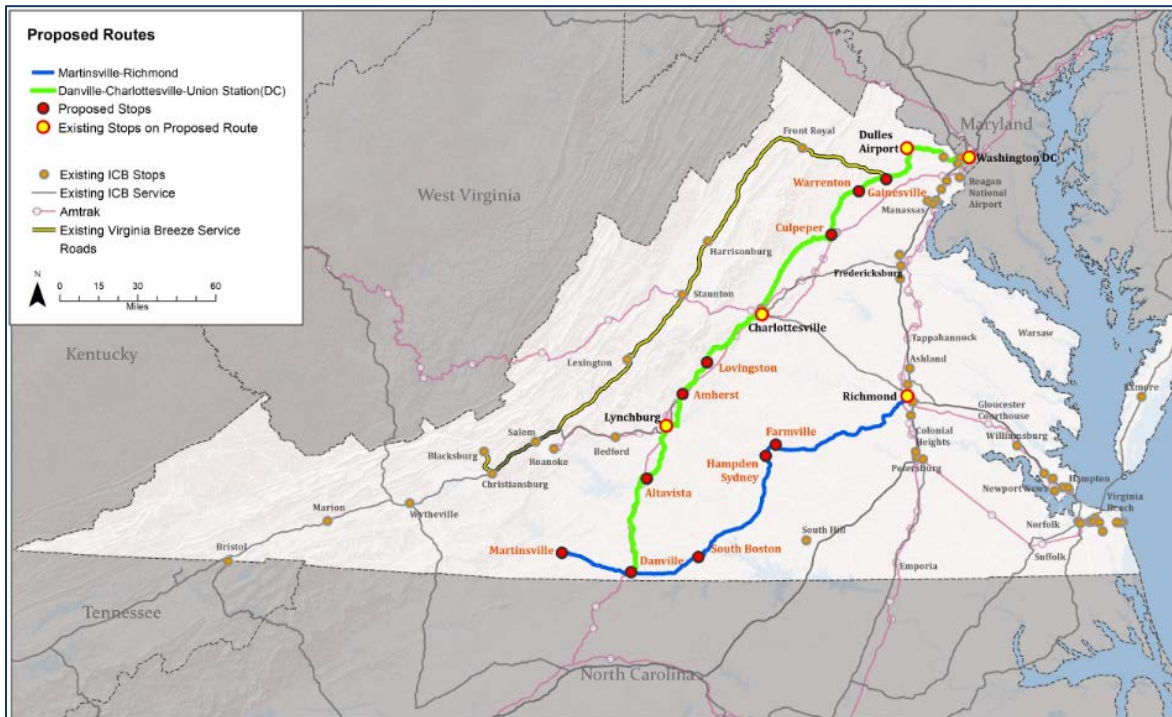 Proposed Routes
Martinsville-Richmond
Danville-Charlottesville-Union Station(DC)
Proposed Stops
Existing Stops on Proposed Route
Existing ICB Stops
Existing ICB Service
Amtrak
Existing Virginia Breeze Service
Roads
N
0 15 30 60
Miles
Maryland
Front Royal
Dulles
Airport
Washington DC
West Virginia
Warrenton
Gainesville
Reagan
National
Airport
Manassas
Culpeper
Harrisonburg
Fredericksburg
Staunton
Charlottesville
Kentucky
Tappahannock
Warsaw
Lexington
Lovingston
Ashland
Amherst
Exmore
Richmond
Gloucester
Courthouse
Lynchburg
Farmville
Colonial
Heights
Williamsburg
Salem
Blacksburg
Roanoke
Bedford
Hampden
Sydney
Petersburg
Christiansburg
Altavista
Newport News
Hampton
Virginia
Beach
Marion
Wytheville
Norfolk
South Hill
Suffolk
Bristol
Martinsville
South Boston
Danville
Emporia
Tennessee
North Carolina